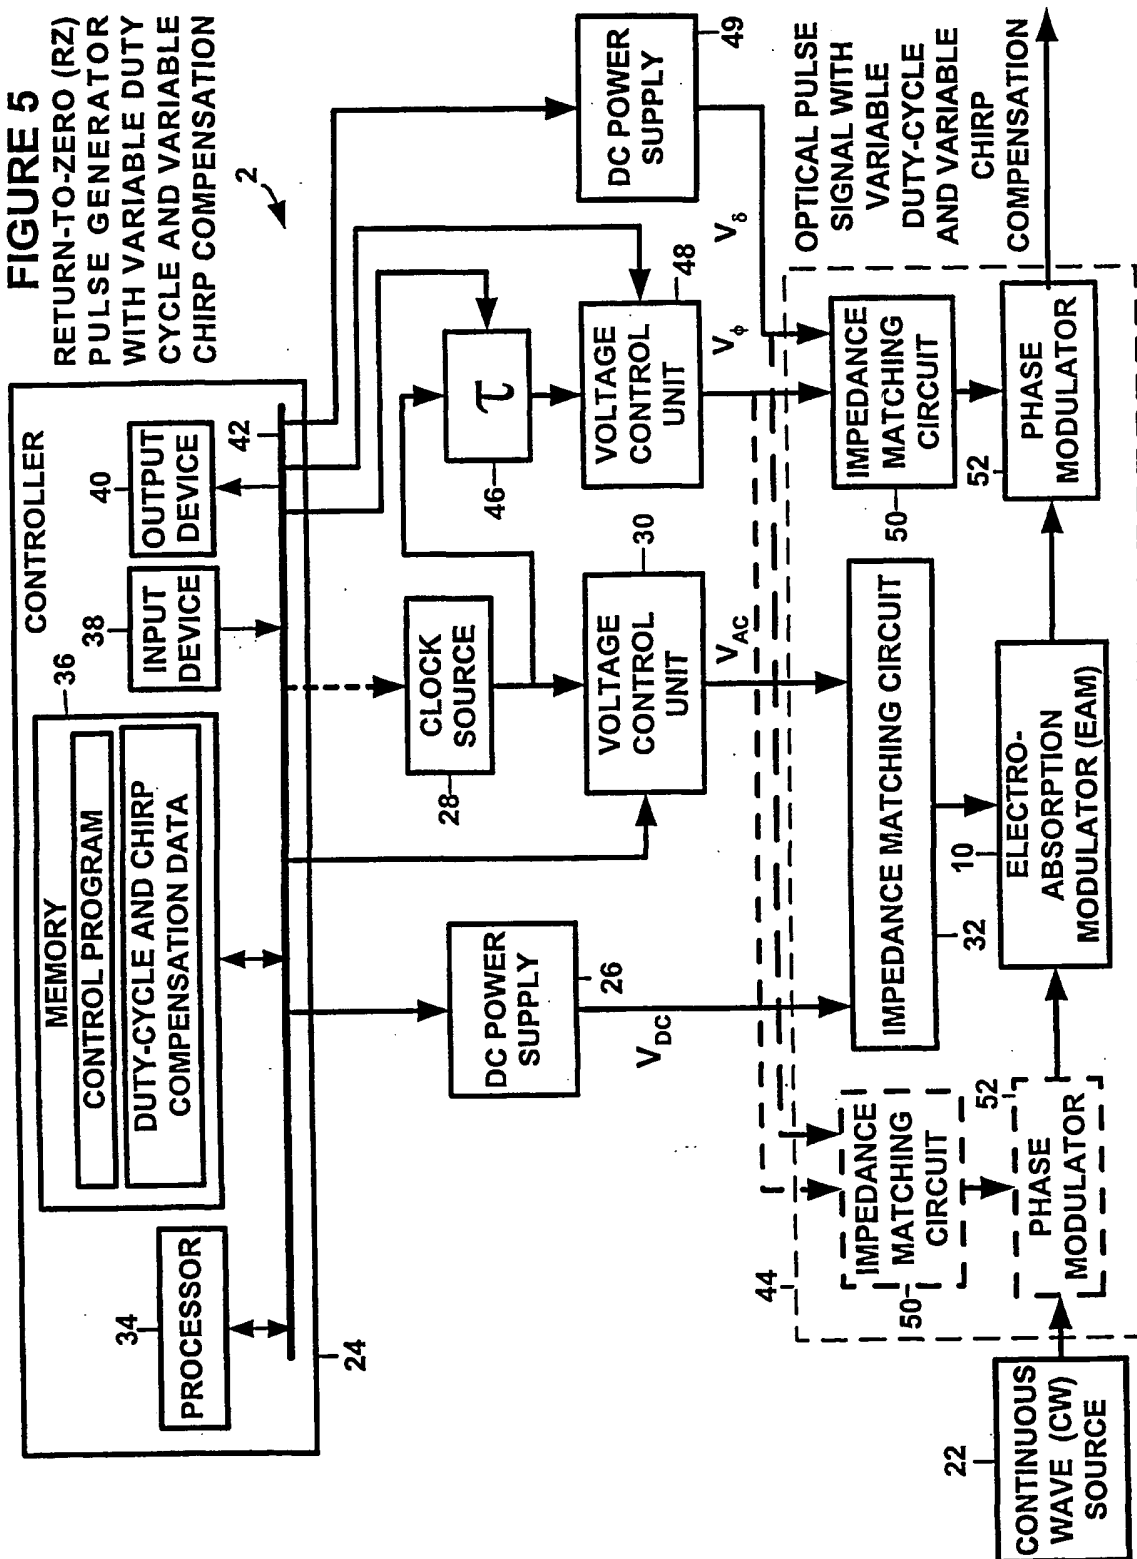 FIGURE 5
RETURN-TO-ZERO (RZ)
PULSE GENERATOR
WITH VARIABLE DUTY
CYCLE AND VARIABLE
CHIRP COMPENSATION
2
CONTROLLER
24
PROCESSOR
34
MEMORY
36
CONTROL PROGRAM
DUTY-CYCLE AND CHIRP
COMPENSATION DATA
38
INPUT
DEVICE
40
OUTPUT
DEVICE
42
DC POWER
SUPPLY
26
CLOCK
SOURCE
28
VOLTAGE
CONTROL
UNIT
30
τ
46
VOLTAGE
CONTROL
UNIT
48
DC POWER
SUPPLY
49
V_DC
V_AC
V_ϕ
V_δ
44
IMPEDANCE
MATCHING
CIRCUIT
50
IMPEDANCE MATCHING CIRCUIT
32
IMPEDANCE
MATCHING
CIRCUIT
50
22
CONTINUOUS
WAVE (CW)
SOURCE
52
PHASE
MODULATOR
10
ELECTRO-
ABSORPTION
MODULATOR (EAM)
52
PHASE
MODULATOR
OPTICAL PULSE
SIGNAL WITH
VARIABLE
DUTY-CYCLE
AND VARIABLE
CHIRP
COMPENSATION